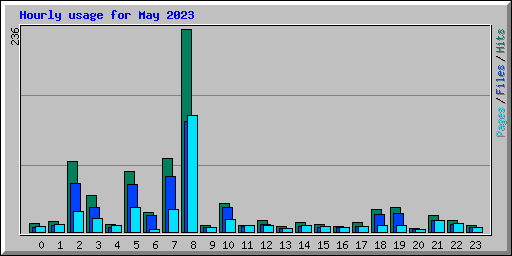 Hourly usage for May 2023
236
Pages/Files/Hits
0 1 2 3 4 5 6 7 8 9 10 11 12 13 14 15 16 17 18 19 20 21 22 23